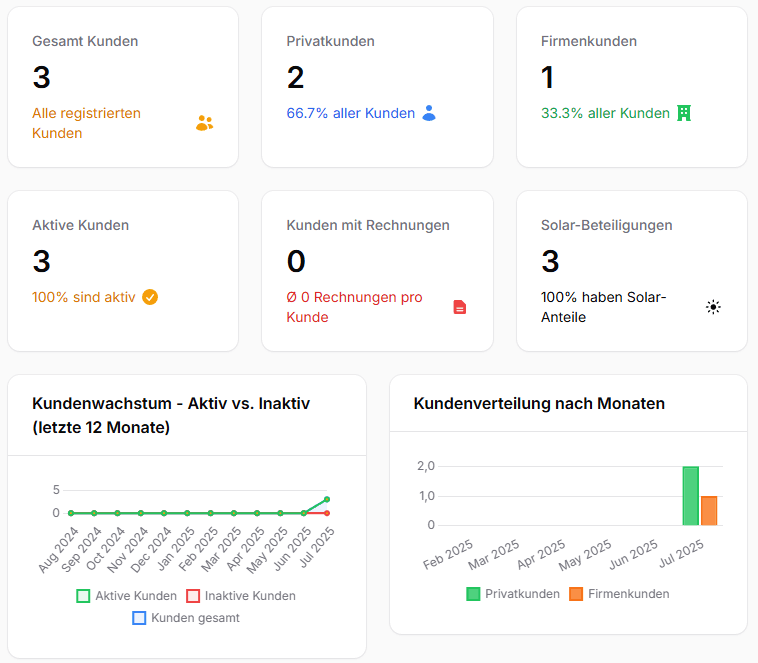 Gesamt Kunden
3
Alle registrierten
Kunden
Privatkunden
2
66.7% aller Kunden
Firmenkunden
1
33.3% aller Kunden
Aktive Kunden
3
100% sind aktiv
Kunden mit Rechnungen
0
Ø 0 Rechnungen pro
Kunde
Solar-Beteiligungen
3
100% haben Solar-
Anteile
Kundenwachstum - Aktiv vs. Inaktiv
(letzte 12 Monate)
5
0
Aug 2024
Sep 2024
Oct 2024
Nov 2024
Dec 2024
Jan 2025
Feb 2025
Mar 2025
Apr 2025
May 2025
Jun 2025
Jul 2025
Aktive Kunden
Inaktive Kunden
Kunden gesamt
Kundenverteilung nach Monaten
2,0
1,0
0
Feb 2025
Mar 2025
Apr 2025
May 2025
Jun 2025
Jul 2025
Privatkunden
Firmenkunden